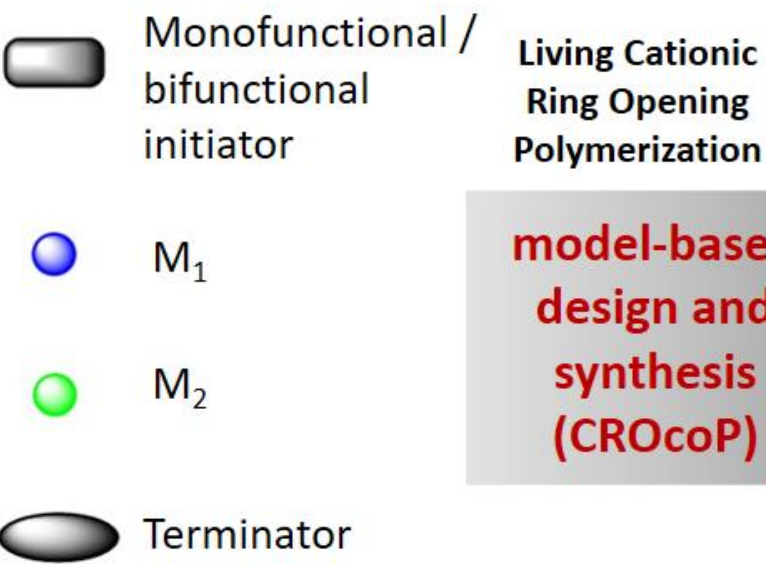 Monofunctional /
bifunctional
initiator
M₁
M₂
Terminator
Living Cationic
Ring Opening
Polymerization
model-base
design and
synthesis
(CROcoP)